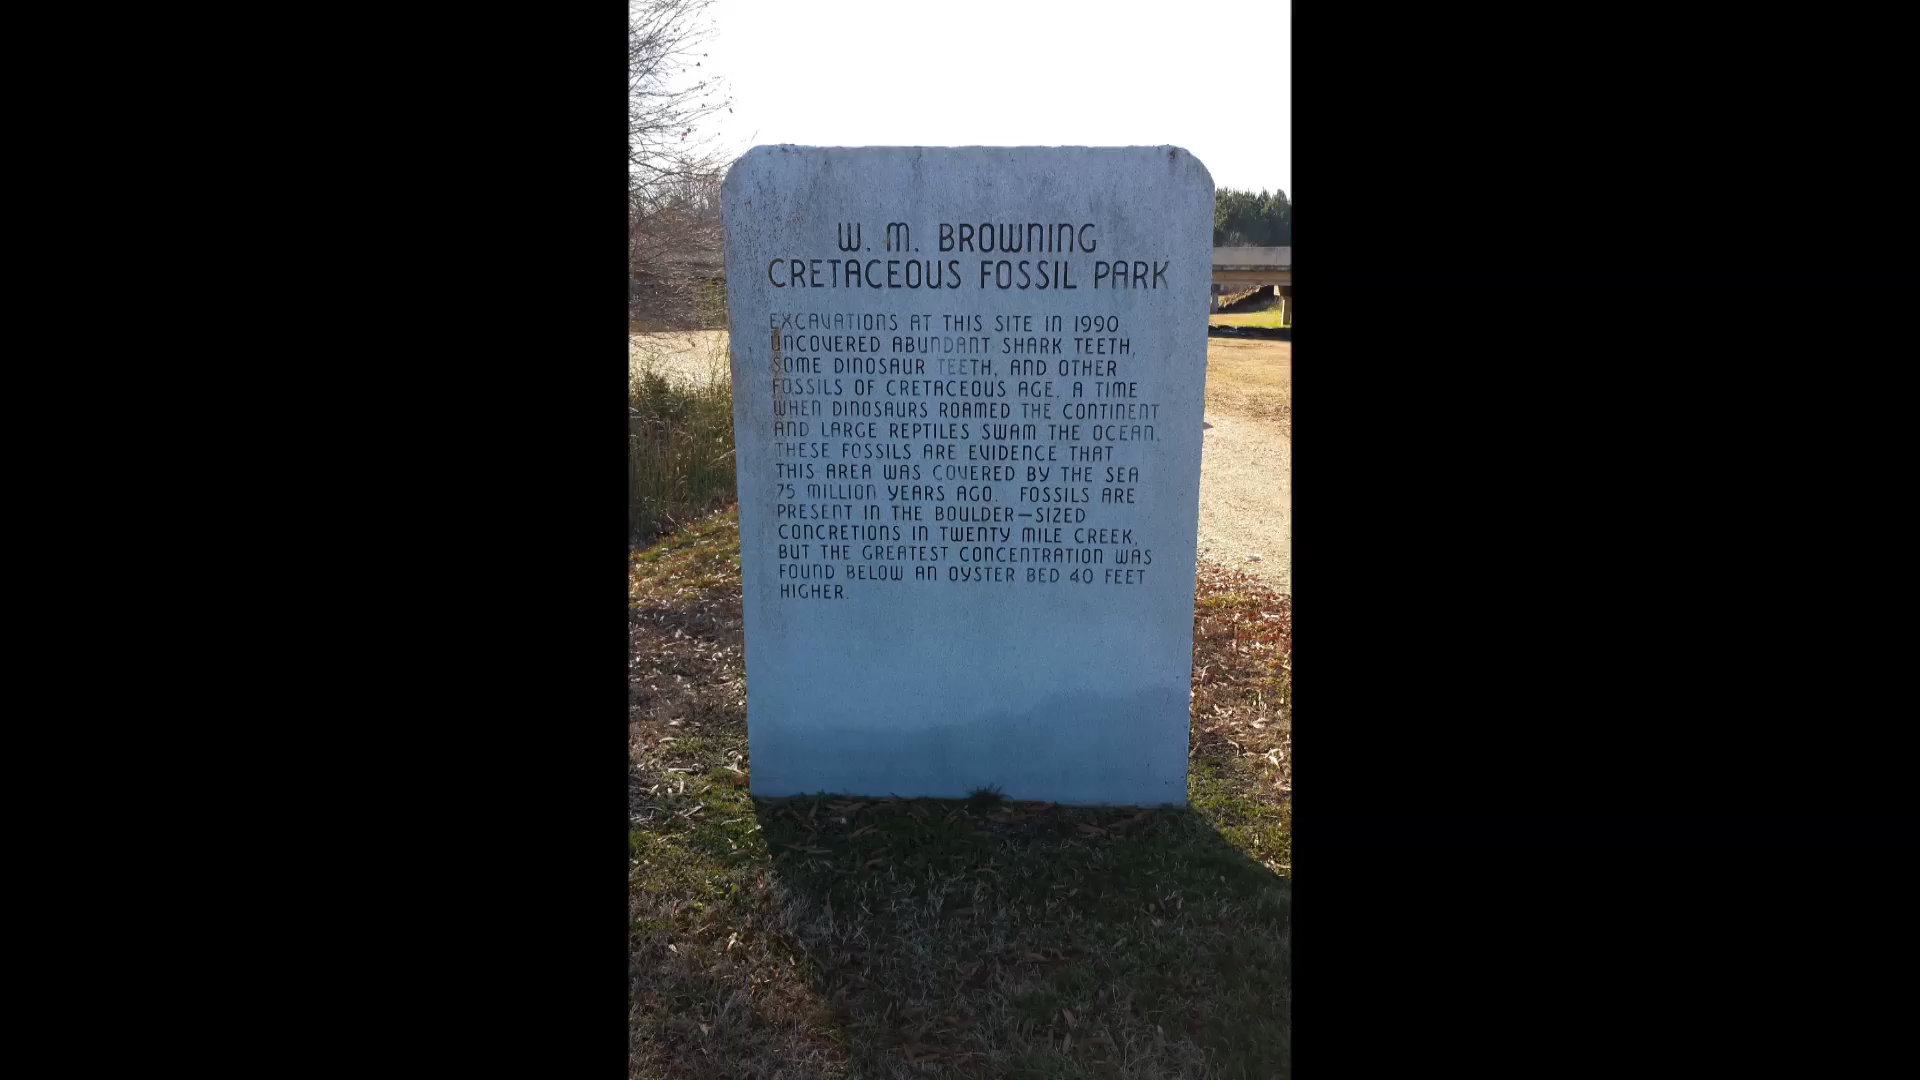 W. M. BROWNING
CRETACEOUS FOSSIL PARK
EXCAVATIONS AT THIS SITE IN 1990
UNCOVERED ABUNDANT SHARK TEETH,
SOME DINOSAUR TEETH, AND OTHER
FOSSILS OF CRETACEOUS AGE, A TIME
WHEN DINOSAURS ROAMED THE CONTINENT
AND LARGE REPTILES SWAM THE OCEAN.
THESE FOSSILS ARE EVIDENCE THAT
THIS AREA WAS COVERED BY THE SEA
75 MILLION YEARS AGO. FOSSILS ARE
PRESENT IN THE BOULDER–SIZED
CONCRETIONS IN TWENTY MILE CREEK,
BUT THE GREATEST CONCENTRATION WAS
FOUND BELOW AN OYSTER BED 40 FEET
HIGHER.